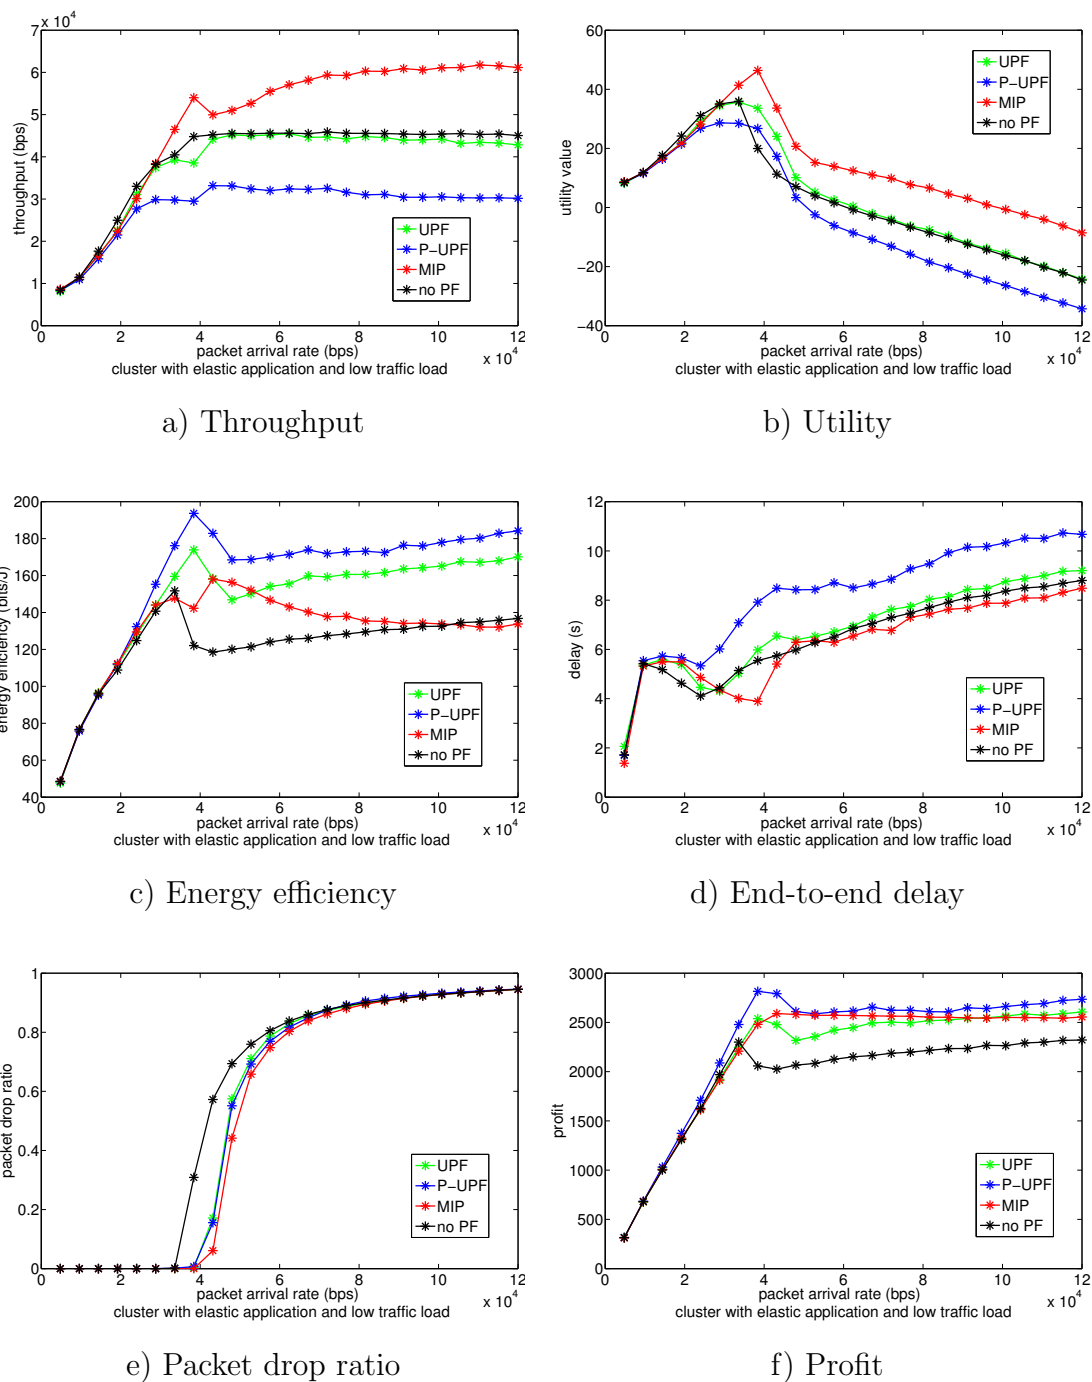 x 10^4
7
6
5
4
3
2
1
0
throughput (bps)
UPF
P−UPF
MIP
no PF
0 2 4 6 8 10 12
x 10^4
packet arrival rate (bps)
cluster with elastic application and low traffic load
a) Throughput
60
40
20
0
−20
−40
utility value
UPF
P−UPF
MIP
no PF
0 2 4 6 8 10 12
x 10^4
packet arrival rate (bps)
cluster with elastic application and low traffic load
b) Utility
200
180
160
140
120
100
80
60
40
energy efficiency (bits/J)
UPF
P−UPF
MIP
no PF
0 2 4 6 8 10 12
x 10^4
packet arrival rate (bps)
cluster with elastic application and low traffic load
c) Energy efficiency
12
10
8
6
4
2
0
delay (s)
UPF
P−UPF
MIP
no PF
0 2 4 6 8 10 12
x 10^4
packet arrival rate (bps)
cluster with elastic application and low traffic load
d) End-to-end delay
1
0.8
0.6
0.4
0.2
0
packet drop ratio
UPF
P−UPF
MIP
no PF
0 2 4 6 8 10 12
x 10^4
packet arrival rate (bps)
cluster with elastic application and low traffic load
e) Packet drop ratio
3000
2500
2000
1500
1000
500
0
profit
UPF
P−UPF
MIP
no PF
0 2 4 6 8 10 12
x 10^4
packet arrival rate (bps)
cluster with elastic application and low traffic load
f) Profit